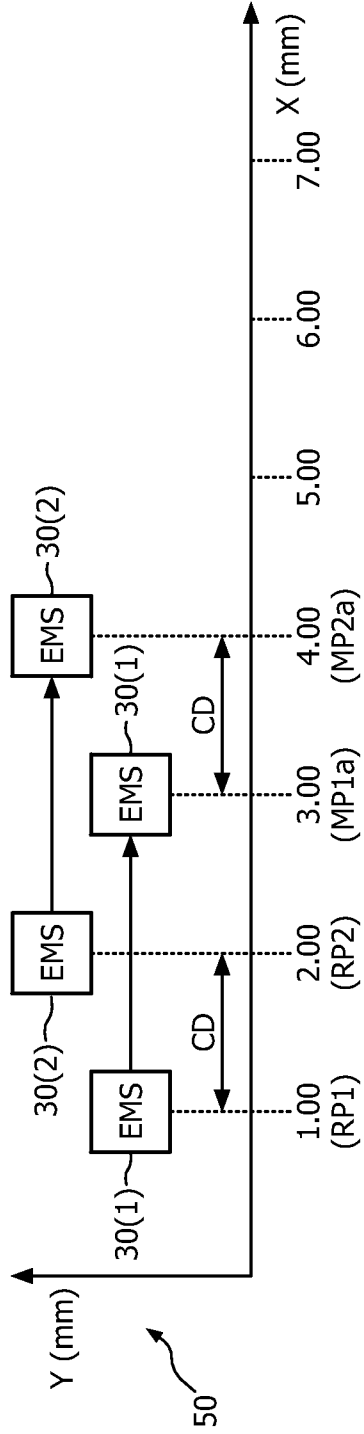 Y (mm)
30(2)
EMS
EMS
30(2)
30(1)
EMS
EMS
30(1)
CD
CD
50
X (mm)
1.00
(RP1)
2.00
(RP2)
3.00
(MP1a)
4.00
(MP2a)
5.00
6.00
7.00